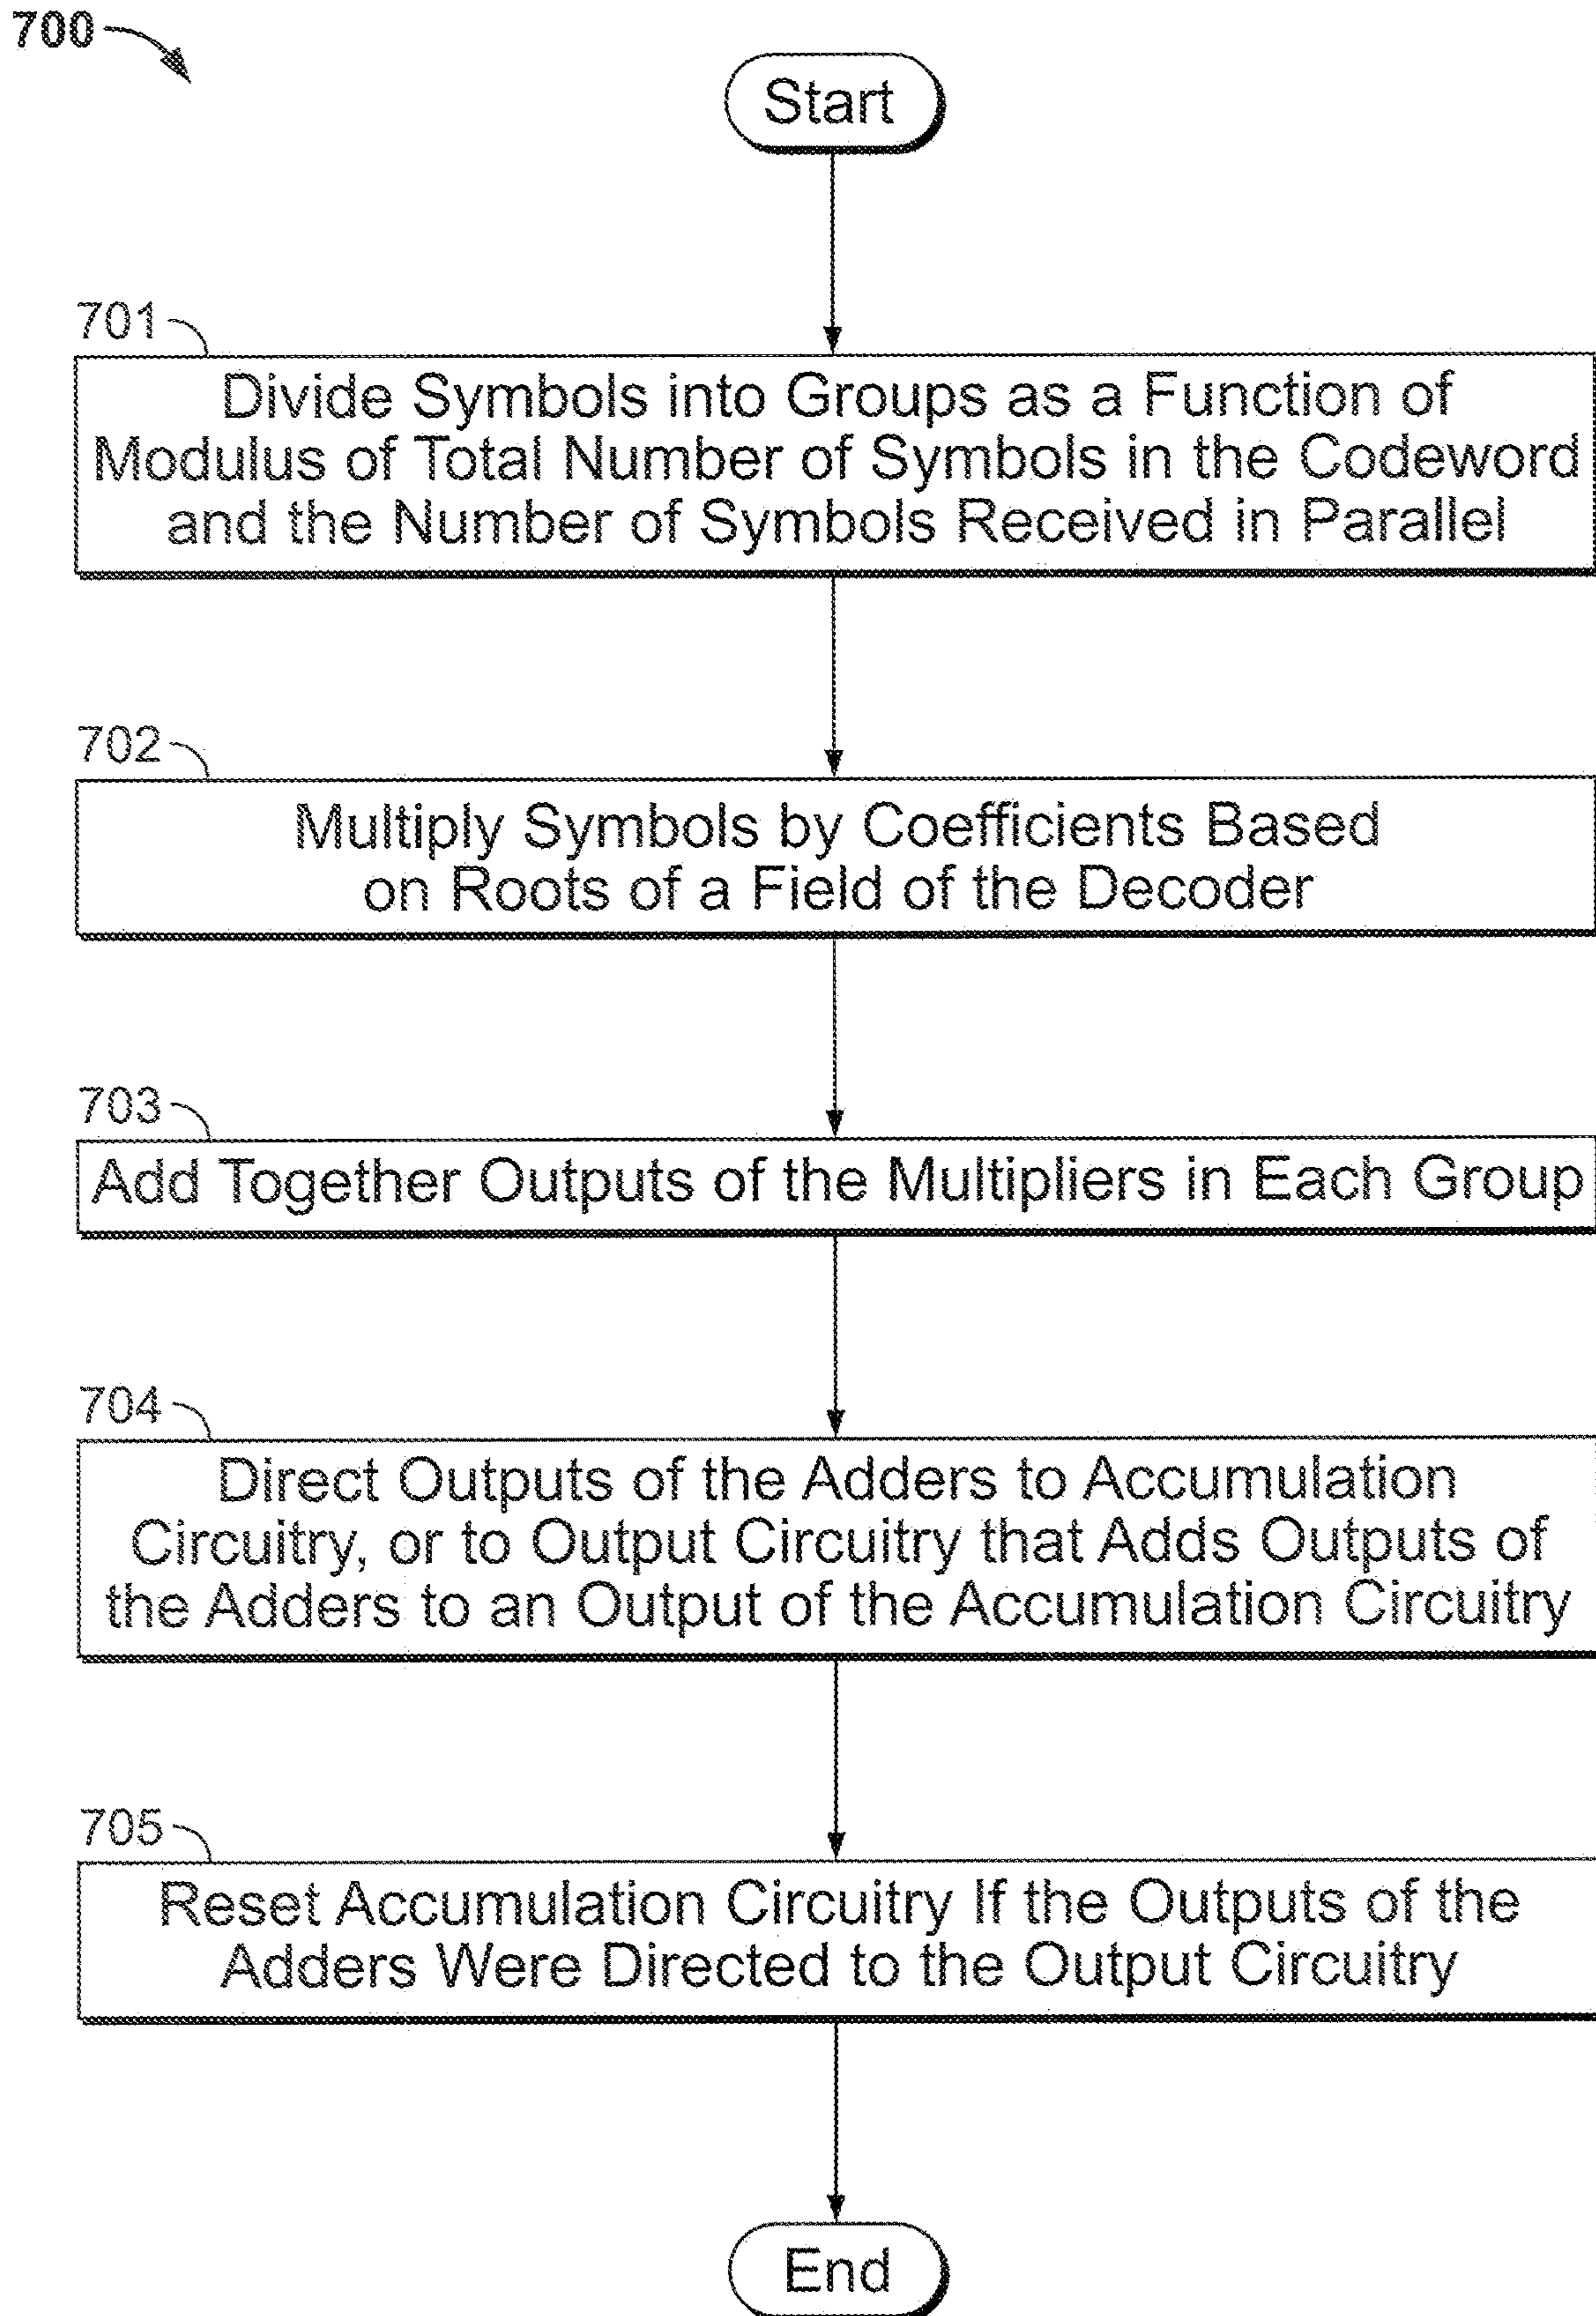 700
Start
701
Divide Symbols into Groups as a Function of
Modulus of Total Number of Symbols in the Codeword
and the Number of Symbols Received in Parallel
702
Multiply Symbols by Coefficients Based
on Roots of a Field of the Decoder
703
Add Together Outputs of the Multipliers in Each Group
704
Direct Outputs of the Adders to Accumulation
Circuitry, or to Output Circuitry that Adds Outputs of
the Adders to an Output of the Accumulation Circuitry
705
Reset Accumulation Circuitry If the Outputs of the
Adders Were Directed to the Output Circuitry
End